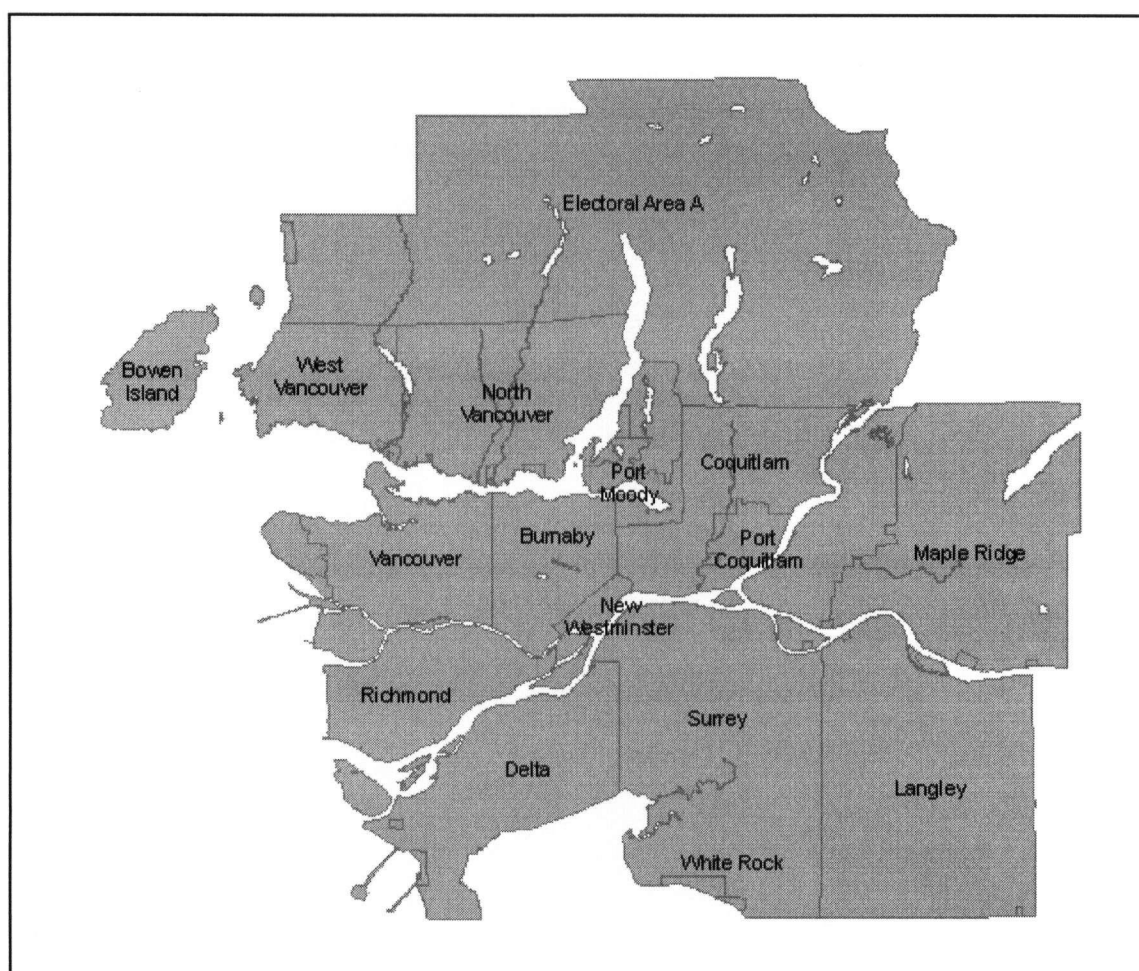 Electoral Area A
Boven
Island
West
Vancouver
North
Vancouver
Port
Moody
Coquitlam
Vancouver
Burnaby
Port
Coquitlam
Maple Ridge
New
Westminster
Richmond
Surrey
Delta
Langley
White Rock